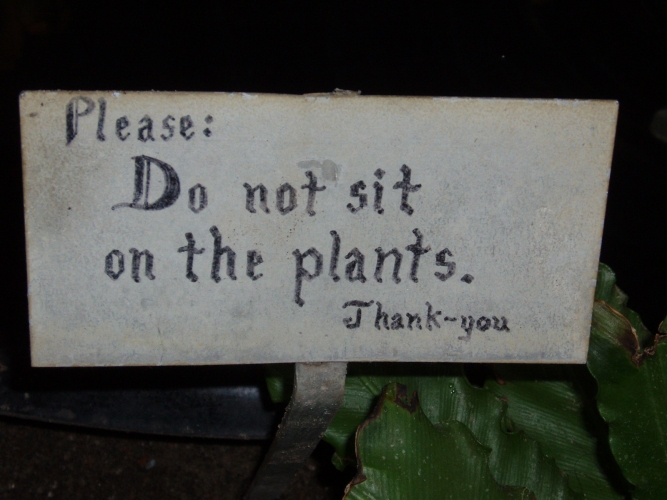 Please:
Do not sit
on the plants.
Thank-you